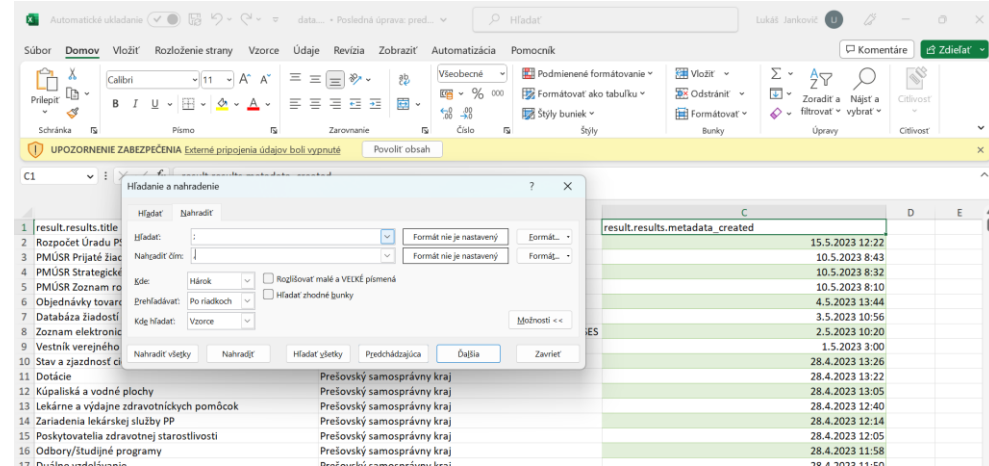 Automatické ukladanie data... • Posledná úprava: pred... Hľadať Lukáš Jankovič U
Súbor Domov Vložiť Rozloženie strany Vzorce Údaje Revízia Zobraziť Automatizácia Pomocník Komentáre Zdieľať
Calibri 11 Všeobecné Podmienené formátovanie Vložiť
Prilepiť B I U A % 000 Formátovať ako tabuľku Odstrániť Zoradiť a filtrovať Nájsť a vybrať Citlivosť
Štýly buniek Formátovať
Schránka Písmo Zarovnanie Číslo Štýly Bunky Úpravy Citlivosť
UPOZORNENIE ZABEZPEČENIA Externé pripojenia údajov boli vypnuté Povoliť obsah
C1
Hľadanie a nahradenie ? X
Hľadať Nahradiť
Hľadať: : Formát nie je nastavený Formát...
Nahradiť čím: . Formát nie je nastavený Formát...
Kde: Hárok Rozlišovať malé a VEĽKÉ písmená
Prehľadávať: Po riadkoch Hľadať zhodné bunky
Kde hľadať: Vzorce Možnosti <<
Nahradiť všetky Nahradiť Hľadať všetky Predchádzajúca Ďalšia Zavrieť
C D E
1 result.results.title result.results.metadata_created
2 Rozpočet Úradu 15.5.2023 12:22
3 PMÚSR Prijaté 10.5.2023 8:43
4 PMÚSR Strategické 10.5.2023 8:32
5 PMÚSR Zoznam 10.5.2023 8:10
6 Objednávky 4.5.2023 13:44
7 Databáza žiadostí 3.5.2023 10:56
8 Zoznam 2.5.2023 10:20
9 Vestník verejného 1.5.2023 3:00
10 Stav a zjazdnosť 28.4.2023 13:26
11 Dotácie Prešovský samosprávny kraj 28.4.2023 13:22
12 Kúpaliská a vodné plochy Prešovský samosprávny kraj 28.4.2023 13:05
13 Lekárne a výdajne zdravotníckych pomôcok Prešovský samosprávny kraj 28.4.2023 12:40
14 Zariadenia lekárskej služby PP Prešovský samosprávny kraj 28.4.2023 12:14
15 Poskytovatelia zdravotnej starostlivosti Prešovský samosprávny kraj 28.4.2023 12:05
16 Odbory/študijné programy Prešovský samosprávny kraj 28.4.2023 11:58
17 Duálne vzdelávanie Prešovský samosprávny kraj 28.4.2023 11:50